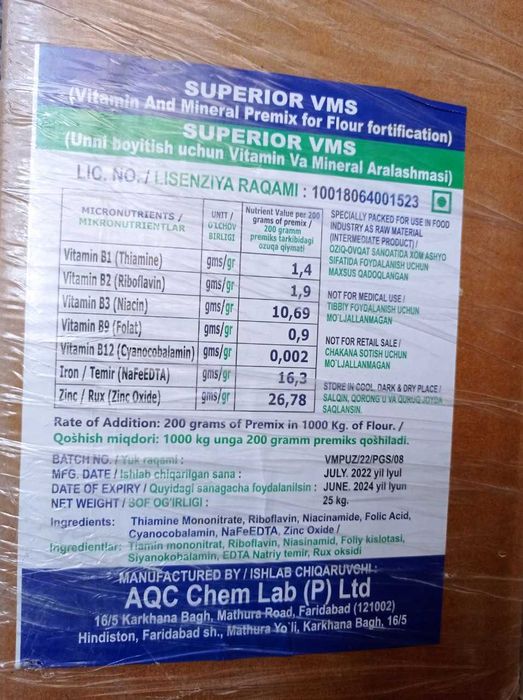 SUPERIOR VMS
(Vitamin And Mineral Premix for Flour fortification)
SUPERIOR VMS
(Unni boyitish uchun Vitamin Va Mineral Aralashmasi)
LIC. NO. / LISENZIYA RAQAMI : 10018064001523
MICRONUTRIENTS / MIKRONUTRIENTLAR
UNIT / O'LCHOV BIRLIGI
Nutrient Value per 200 grams of premix / 200 gramm premiks tarkibidagi ozuqa qiymati
Vitamin B1 (Thiamine) gms/gr 1,4
Vitamin B2 (Riboflavin) gms/gr 1,9
Vitamin B3 (Niacin) gms/gr 10,69
Vitamin B9 (Folat) gms/gr 0,9
Vitamin B12 (Cyanocobalamin) gms/gr 0,002
Iron / Temir (NaFeEDTA) gms/gr 16,3
Zinc / Rux (Zinc Oxide) gms/gr 26,78
SPECIALLY PACKED FOR USE IN FOOD
INDUSTRY AS RAW MATERIAL
(INTERMEDIATE PRODUCT) /
OZIQ-OVQAT SANOATIDA XOM ASHYO
SIFATIDA FOYDALANISH UCHUN
MAXSUS QADOQLANGAN
NOT FOR MEDICAL USE /
TIBBIY FOYDALANISH UCHUN
MO'LJALLANMAGAN
NOT FOR RETAIL SALE /
CHAKANA SOTISH UCHUN
MO'LJALLANMAGAN
STORE IN COOL, DARK & DRY PLACE /
SALQIN, QORONG'U VA QURUQ JOYDA
SAQLANSIN.
Rate of Addition: 200 grams of Premix in 1000 Kg. of Flour. /
Qoshish miqdori: 1000 kg unga 200 gramm premiks qoshiladi.
BATCH NO. / Yuk raqami : VMPUZ/22/PGS/08
MFG. DATE / Ishlab chiqarilgan sana : JULY. 2022 yil Iyul
DATE OF EXPIRY / Quyidagi sanagacha foydalanilsin : JUNE. 2024 yil Iyun
NET WEIGHT / SOF OG'IRLIGI : 25 kg.
Ingredients: Thiamine Mononitrate, Riboflavin, Niacinamide, Folic Acid,
Cyanocobalamin, NaFeEDTA, Zinc Oxide /
Ingredientlar: Tiamin mononitrat, Riboflavin, Niasinamid, Foliy kislotasi,
Siyanokobalamin, EDTA Natriy temir, Rux oksidi
MANUFACTURED BY / ISHLAB CHIQARUVCHI :
AQC Chem Lab (P) Ltd
16/5 Karkhana Bagh, Mathura Road, Faridabad (121002)
Hindiston, Faridabad sh., Mathura Yo'li, Karkhana Bagh, 16/5